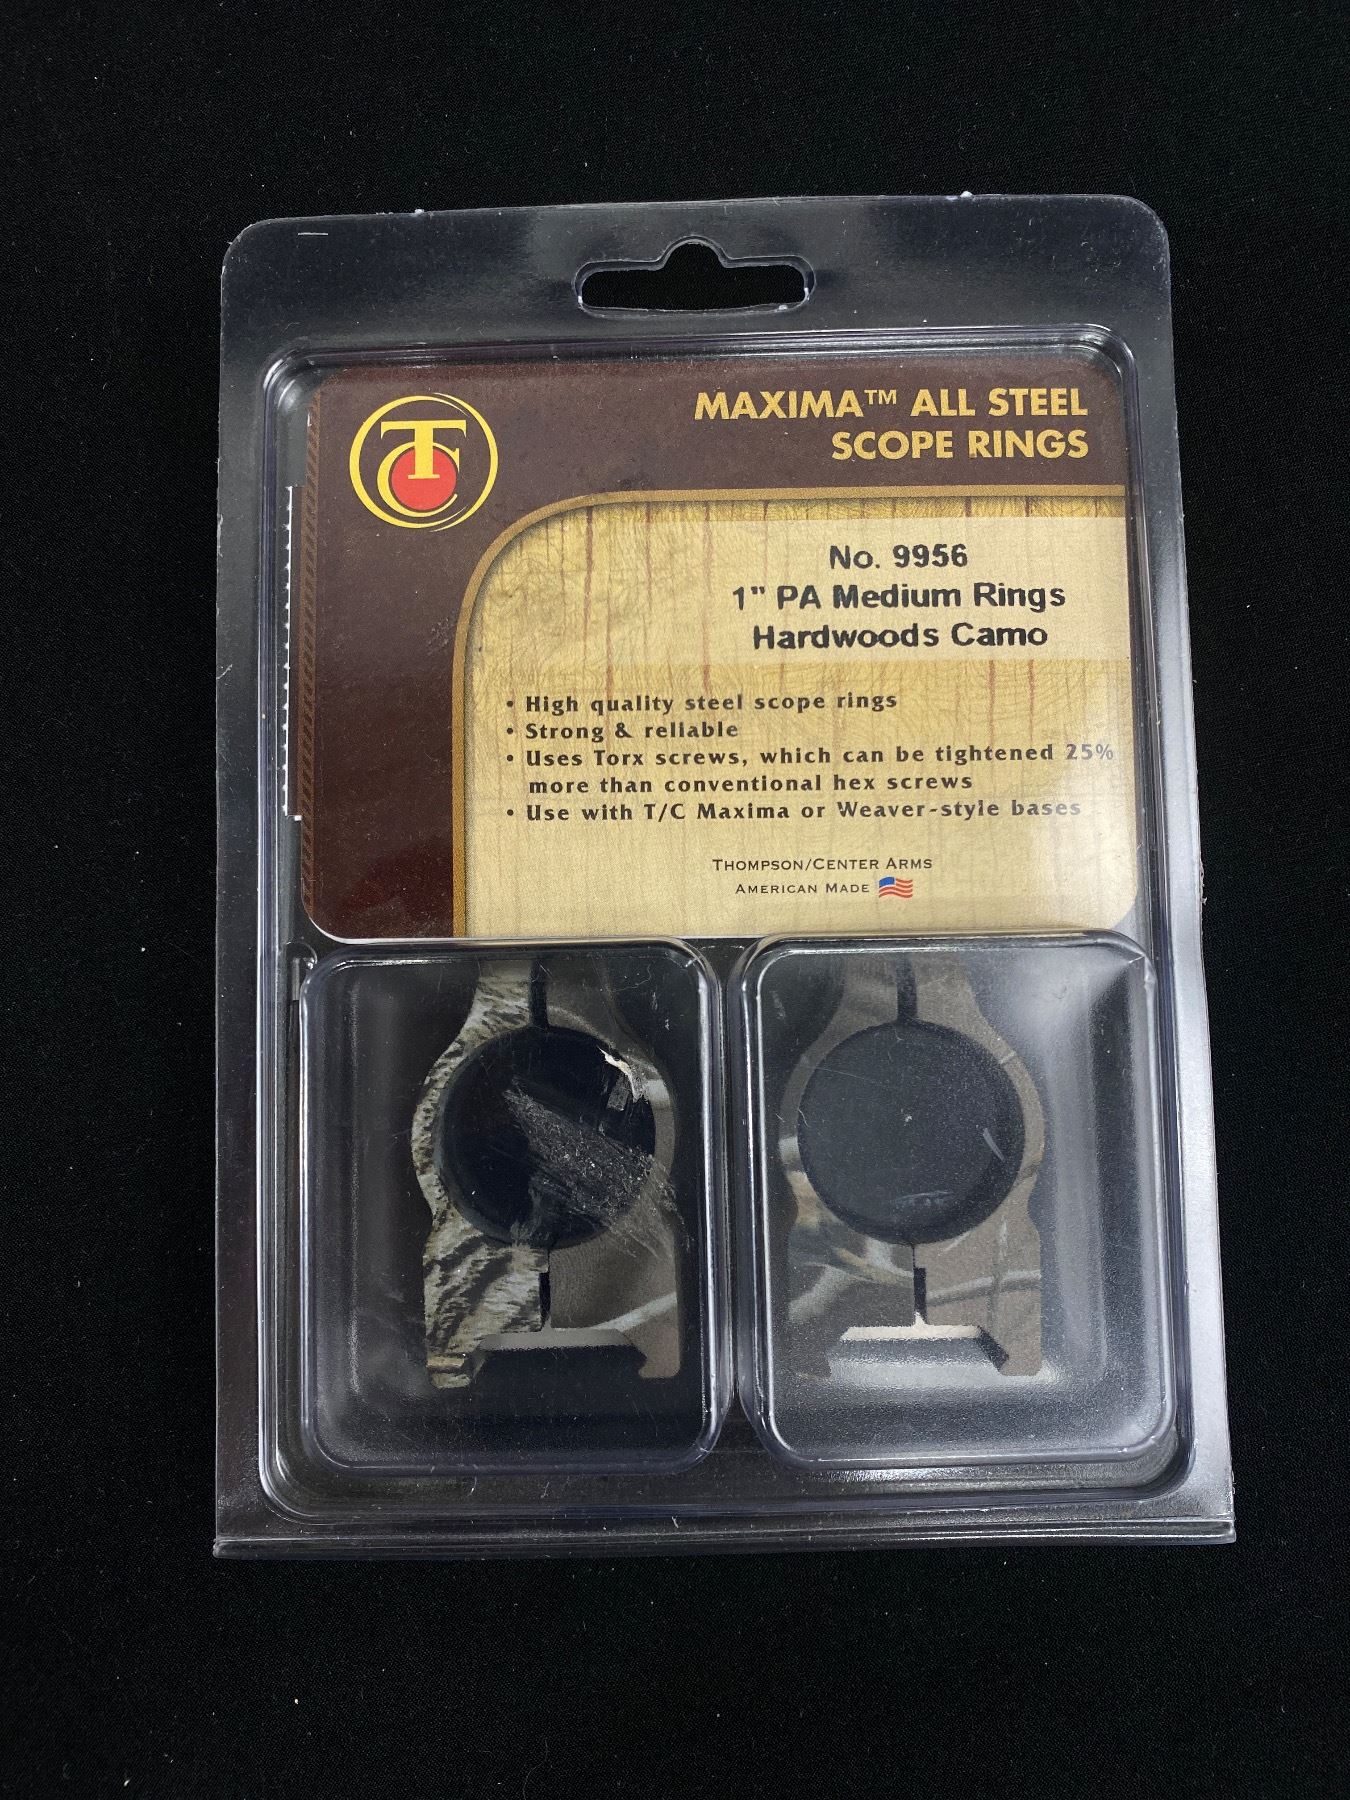 TC
MAXIMA™ ALL STEEL
SCOPE RINGS
No. 9956
1" PA Medium Rings
Hardwoods Camo
• High quality steel scope rings
• Strong & reliable
• Uses Torx screws, which can be tightened 25%
more than conventional hex screws
• Use with T/C Maxima or Weaver-style bases
THOMPSON/CENTER ARMS
AMERICAN MADE